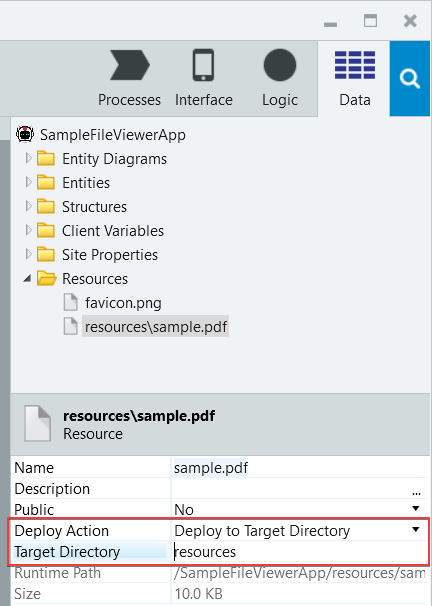 Processes Interface Logic Data
SampleFileViewerApp
Entity Diagrams
Entities
Structures
Client Variables
Site Properties
Resources
favicon.png
resources\sample.pdf
resources\sample.pdf
Resource
Name sample.pdf
Description ...
Public No
Deploy Action Deploy to Target Directory
Target Directory resources
Runtime Path /SampleFileViewerApp/resources/sam
Size 10.0 KB